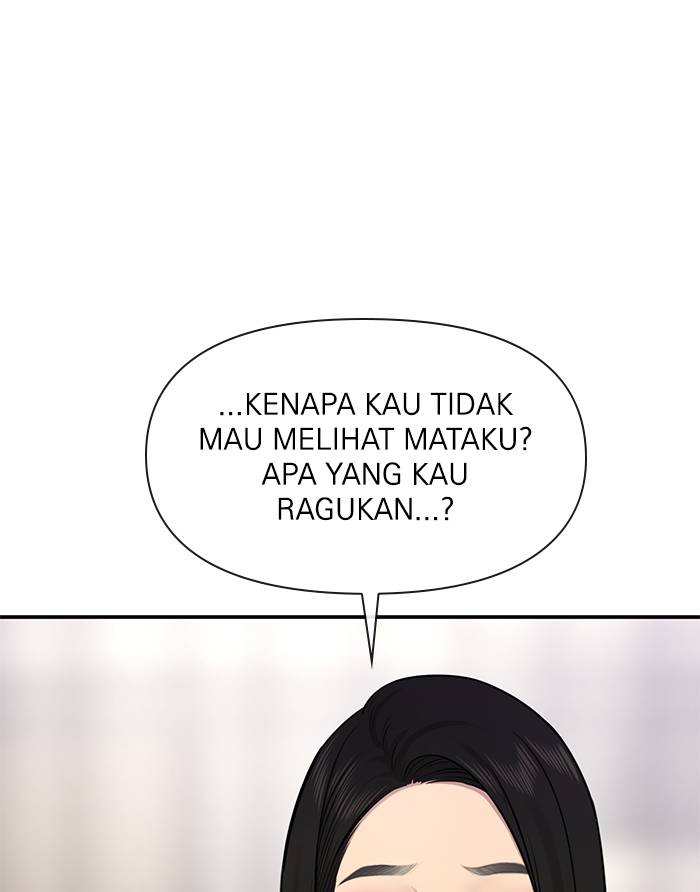 ...KENAPA KAU TIDAK
MAU MELIHAT MATAKU?
APA YANG KAU
RAGUKAN...?